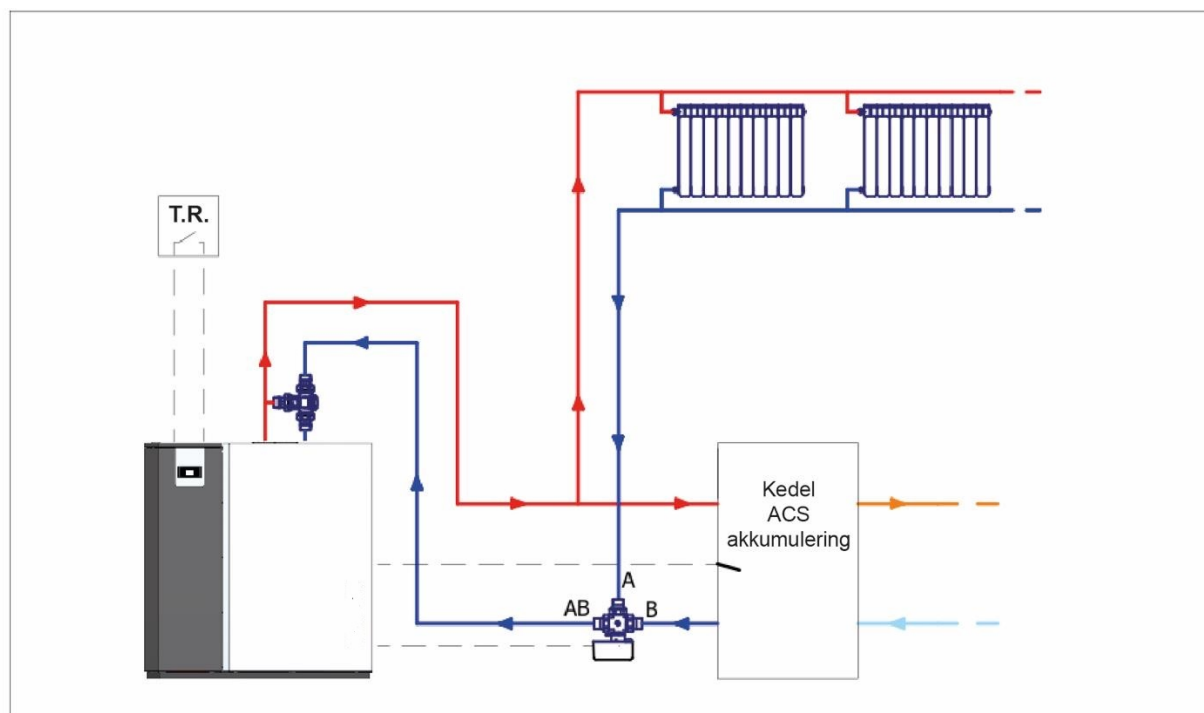 T.R.
Kedel
ACS
akkumulering
A
AB
B